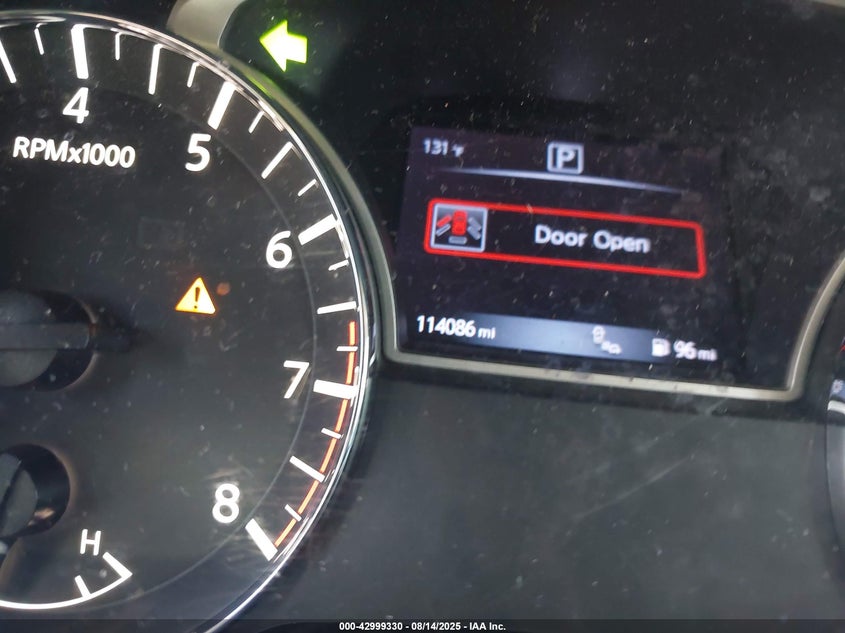 4
RPMx1000
5
6
7
8
H
131 °F
P
Door Open
114086 mi
96 mi
000-42999330 - 08/14/2025 - IAA Inc.